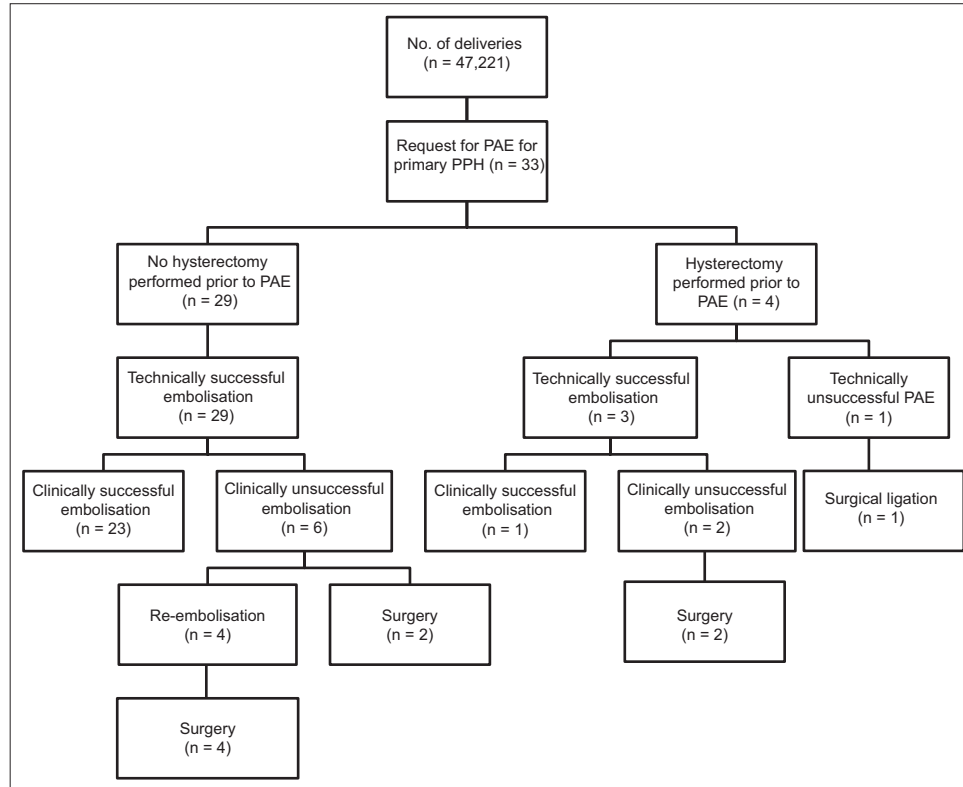 No. of deliveries
(n = 47,221)
Request for PAE for
primary PPH (n = 33)
No hysterectomy
performed prior to PAE
(n = 29)
Hysterectomy
performed prior to
PAE (n = 4)
Technically successful
embolisation
(n = 29)
Technically successful
embolisation
(n = 3)
Technically
unsuccessful PAE
(n = 1)
Clinically successful
embolisation
(n = 23)
Clinically unsuccessful
embolisation
(n = 6)
Clinically successful
embolisation
(n = 1)
Clinically unsuccessful
embolisation
(n = 2)
Surgical ligation
(n = 1)
Re-embolisation
(n = 4)
Surgery
(n = 2)
Surgery
(n = 2)
Surgery
(n = 4)